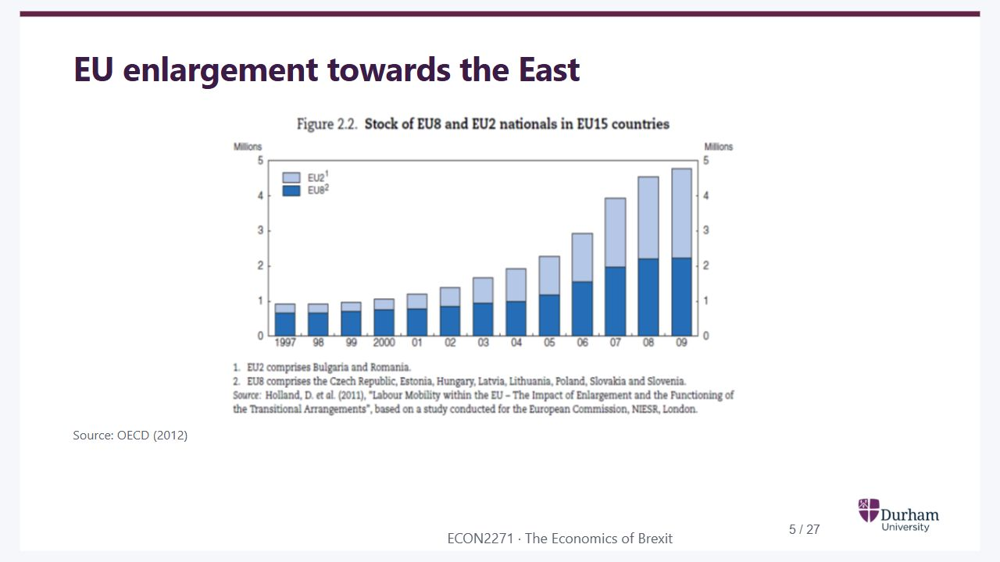 EU enlargement towards the East
Figure 2.2. Stock of EU8 and EU2 nationals in EU15 countries
Millions
Millions
5
5
EU2¹
EU8²
4
4
3
3
2
2
1
1
0
0
1997 98 99 2000 01 02 03 04 05 06 07 08 09
1. EU2 comprises Bulgaria and Romania.
2. EU8 comprises the Czech Republic, Estonia, Hungary, Latvia, Lithuania, Poland, Slovakia and Slovenia.
Source: Holland, D. et al. (2011), "Labour Mobility within the EU – The Impact of Enlargement and the Functioning of
the Transitional Arrangements", based on a study conducted for the European Commission, NIESR, London.
Source: OECD (2012)
Durham
University
5 / 27
ECON2271 · The Economics of Brexit